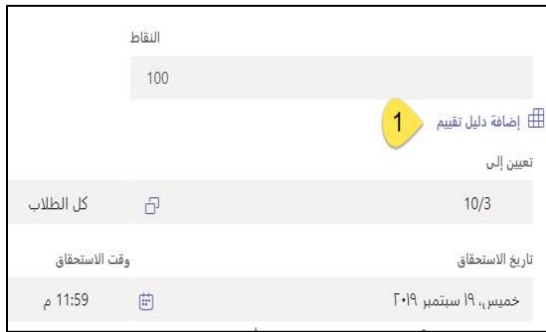 النقاط
100
إضافة دليل تقييم 1
تعيين إلى
10/3 كل الطلاب
تاريخ الاستحقاق وقت الاستحقاق
خميس، ١٩ سبتمبر ٢٠١٩ 11:59 م